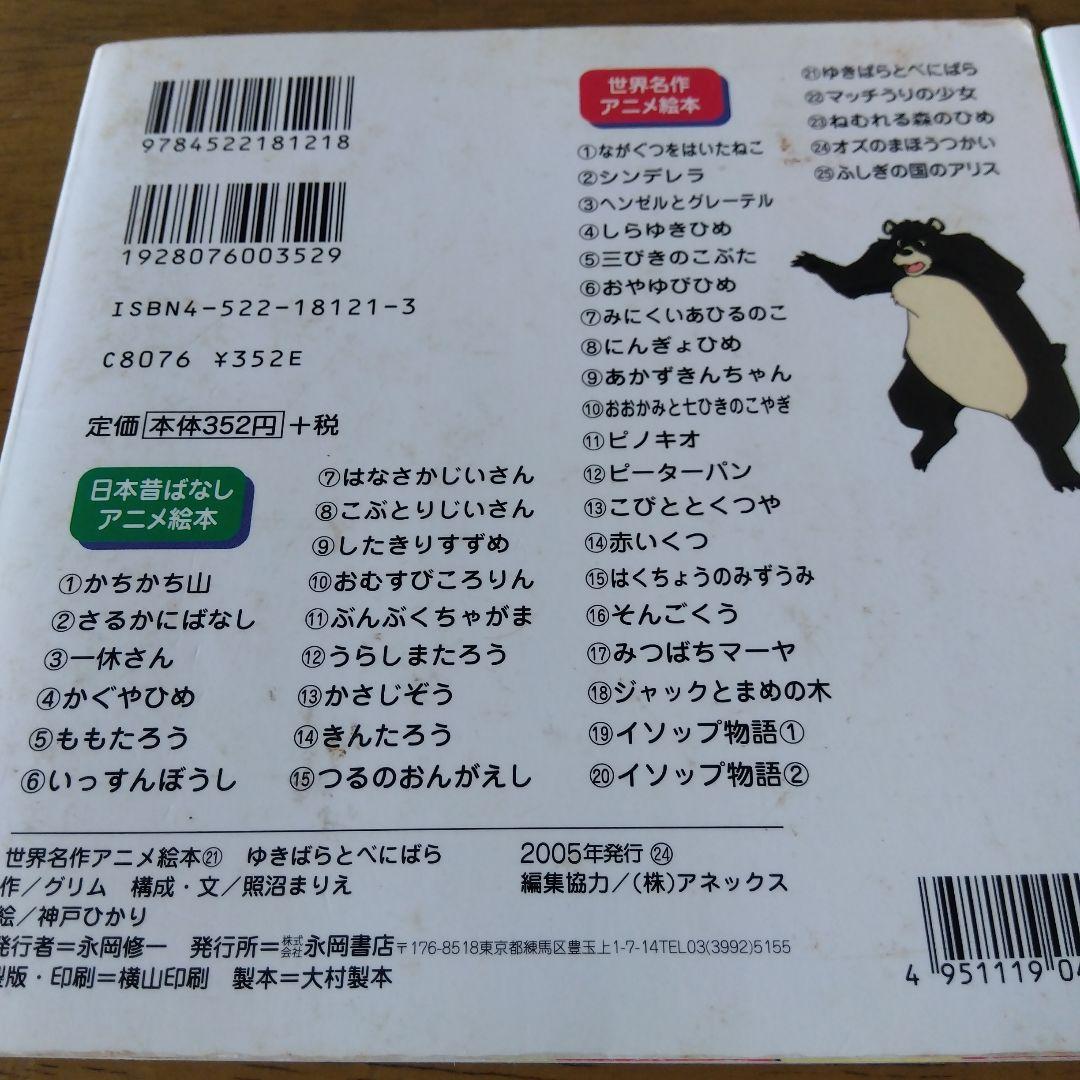 9784522181218
1928076003529
ISBN4-522-18121-3
C8076 ¥352E
定価 本体352円 +税
日本昔ばなし
アニメ絵本
①かちかち山
②さるかにばなし
③一休さん
④かぐやひめ
⑤ももたろう
⑥いっすんぼうし
⑦はなさかじいさん
⑧こぶとりじいさん
⑨したきりすずめ
⑩おむすびころりん
⑪ぶんぶくちゃがま
⑫うらしまたろう
⑬かさじぞう
⑭きんたろう
⑮つるのおんがえし
世界名作
アニメ絵本
①ながぐつをはいたねこ
②シンデレラ
③ヘンゼルとグレーテル
④しらゆきひめ
⑤三びきのこぶた
⑥おやゆびひめ
⑦みにくいあひるのこ
⑧にんぎょひめ
⑨あかずきんちゃん
⑩おおかみと七ひきのこやぎ
⑪ピノキオ
⑫ピーターパン
⑬こびととくつや
⑭赤いくつ
⑮はくちょうのみずうみ
⑯そんごくう
⑰みつばちマーヤ
⑱ジャックとまめの木
⑲イソップ物語①
⑳イソップ物語②
㉑ゆきばらとべにばら
㉒マッチうりの少女
㉓ねむれる森のひめ
㉔オズのまほうつかい
㉕ふしぎの国のアリス
世界名作アニメ絵本㉑ ゆきばらとべにばら
作/グリム 構成・文/照沼まりえ
絵/神戸ひかり
発行者=永岡修一 発行所=株式会社永岡書店〒176-8518東京都練馬区豊玉上1-7-14TEL03(3992)5155
製版・印刷=横山印刷 製本=大村製本
2005年発行 ㉔
編集協力/(株)アネックス
4 951119 04